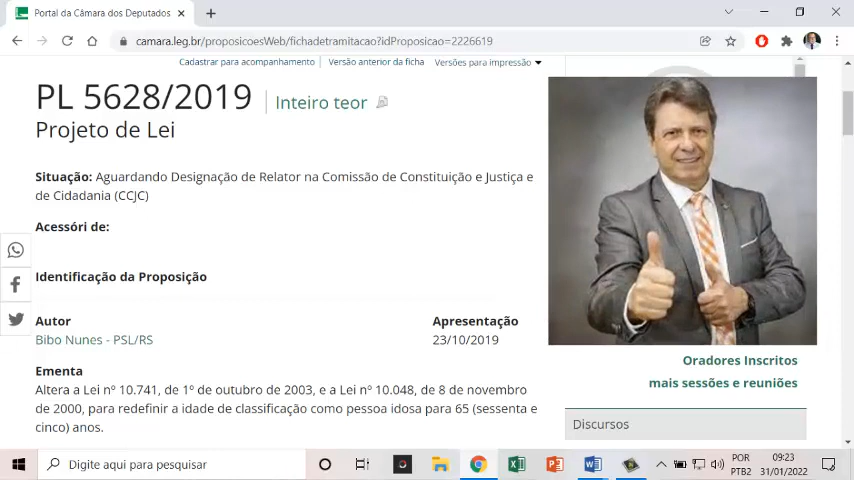 Portal da Câmara dos Deputados
camara.leg.br/proposicoesWeb/fichadetramitacao?idProposicao=2226619
Cadastrar para acompanhamento | Versão anterior da ficha Versões para impressão
PL 5628/2019 | Inteiro teor
Projeto de Lei
Situação: Aguardando Designação de Relator na Comissão de Constituição e Justiça e
de Cidadania (CCJC)
Acessóri de:
Identificação da Proposição
Autor
Apresentação
Bibo Nunes - PSL/RS
23/10/2019
Ementa
Altera a Lei nº 10.741, de 1º de outubro de 2003, e a Lei nº 10.048, de 8 de novembro
de 2000, para redefinir a idade de classificação como pessoa idosa para 65 (sessenta e
cinco) anos.
Oradores Inscritos
mais sessões e reuniões
Discursos
Digite aqui para pesquisar
POR
PTB2
09:23
31/01/2022